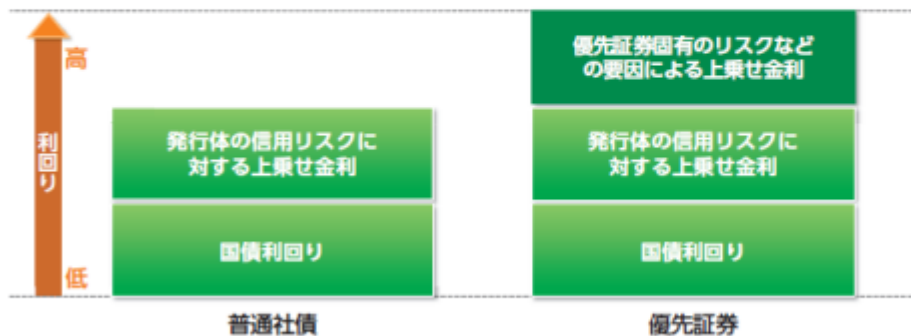 高
利回り
低
発行体の信用リスクに
対する上乗せ金利
国債利回り
普通社債
優先証券固有のリスクなど
の要因による上乗せ金利
発行体の信用リスクに
対する上乗せ金利
国債利回り
優先証券